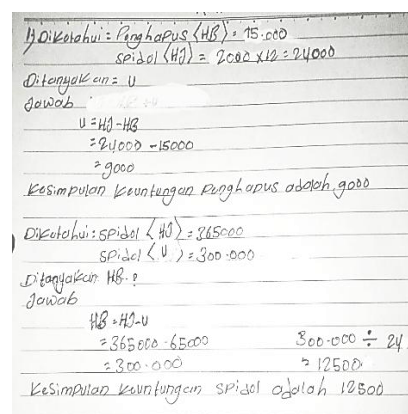 1) Diketahui : Penghapus <HB> = 15.000
spidol <HJ> = 2000 x 12 = 24000
Ditanyakan = U
Jawab
U = HJ - HB
= 24000 - 15000
= 9000
Kesimpulan keuntungan Penghapus adalah 9000
Diketahui : spidol <HJ> = 365000
spidol <U> = 300.000
Ditanyakan HB ?
Jawab
HB = HJ - U
= 365000 - 65000 300.000 ÷ 24
= 300.000 = 12500
Kesimpulan keuntungan spidol adalah 12500